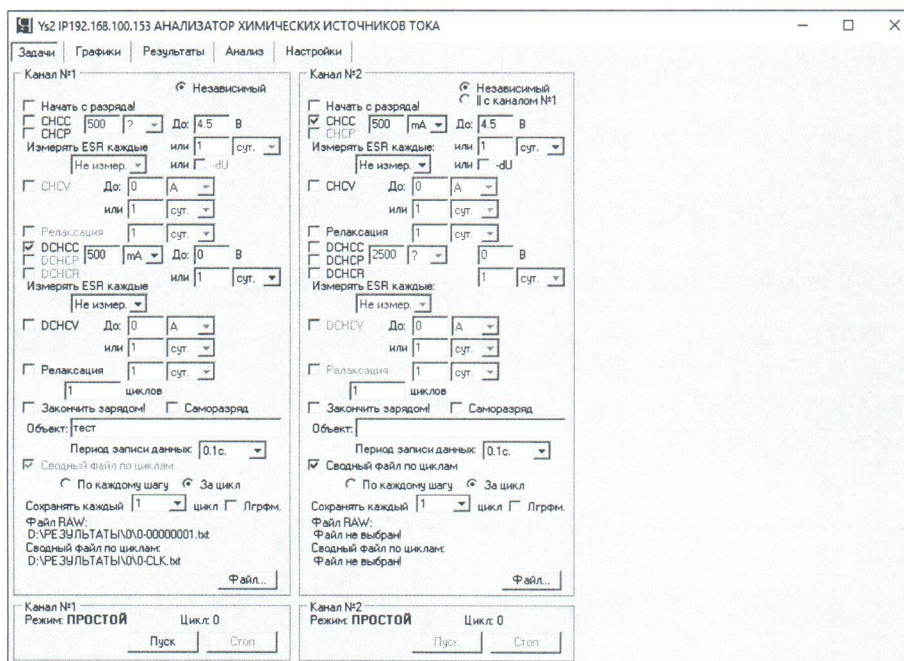 Ys2 IP192.168.100.153 АНАЛИЗАТОР ХИМИЧЕСКИХ ИСТОЧНИКОВ ТОКА
Задачи Графики Результаты Анализ Настройки
Канал №1
Независимый
Начать с разряда!
CHCC 500 ? До: 4.5 В
CHCP
Измерять ESR каждые или 1 сут.
Не измер. или -dU
CHCV До: 0 А
или 1 сут.
Релаксация 1 сут.
DCHCC 500 mA До: 0 В
DCHCP
DCHCR или 1 сут.
Измерять ESR каждые
Не измер.
DCHCV До: 0 А
или 1 сут.
Релаксация 1 сут.
1 циклов
Закончить зарядом! Саморазряд
Объект: тест
Период записи данных: 0.1с.
Сводный файл по циклам
По каждому шагу За цикл
Сохранять каждый 1 цикл Лгрфм.
Файл RAW:
D:\РЕЗУЛЬТАТЫ\0\0-00000001.txt
Сводный файл по циклам:
D:\РЕЗУЛЬТАТЫ\0\0-CLK.txt
Файл...
Канал №2
Независимый
|| с каналом №1
Начать с разряда!
CHCC 500 mA До: 4.5 В
CHCP
Измерять ESR каждые: или 1 сут.
Не измер. или -dU
CHCV До: 0 А
или 1 сут.
Релаксация 1 сут.
DCHCC 2500 ? 0 В
DCHCP
DCHCR 1 сут.
Измерять ESR каждые:
Не измер.
DCHCV До: 0 А
или 1 сут.
Релаксация 1 сут.
1 циклов
Закончить зарядом! Саморазряд
Объект:
Период записи данных: 0.1с.
Сводный файл по циклам
По каждому шагу За цикл
Сохранять каждый 1 цикл Лгрфм.
Файл RAW:
Файл не выбран!
Сводный файл по циклам:
Файл не выбран!
Файл...
Канал №1
Режим: ПРОСТОЙ Цикл: 0
Пуск Стоп
Канал №2
Режим: ПРОСТОЙ Цикл: 0
Пуск Стоп